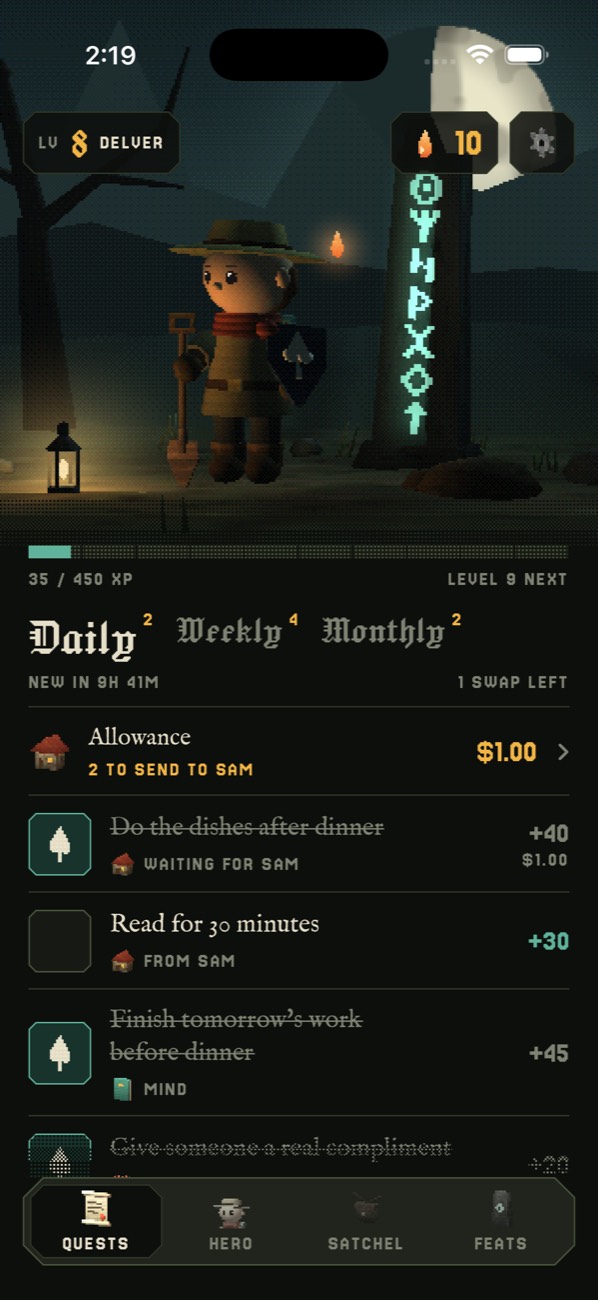 2:19
LV 8 DELVER
10
35 / 450 XP
LEVEL 9 NEXT
Daily 2
Weekly 4
Monthly 2
NEW IN 9H 41M
1 SWAP LEFT
Allowance
2 TO SEND TO SAM
$1.00
Do the dishes after dinner
+40
WAITING FOR SAM
$1.00
Read for 30 minutes
FROM SAM
+30
Finish tomorrow's work
before dinner
+45
MIND
Give someone a real compliment
+20
QUESTS
HERO
SATCHEL
FEATS